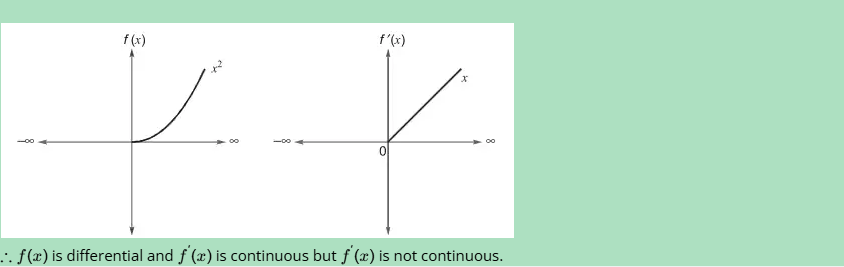 f (x) f ′(x)
x²
x
−∞ ∞ −∞ ∞
0
∴ f(x) is differential and f′(x) is continuous but f′(x) is not continuous.